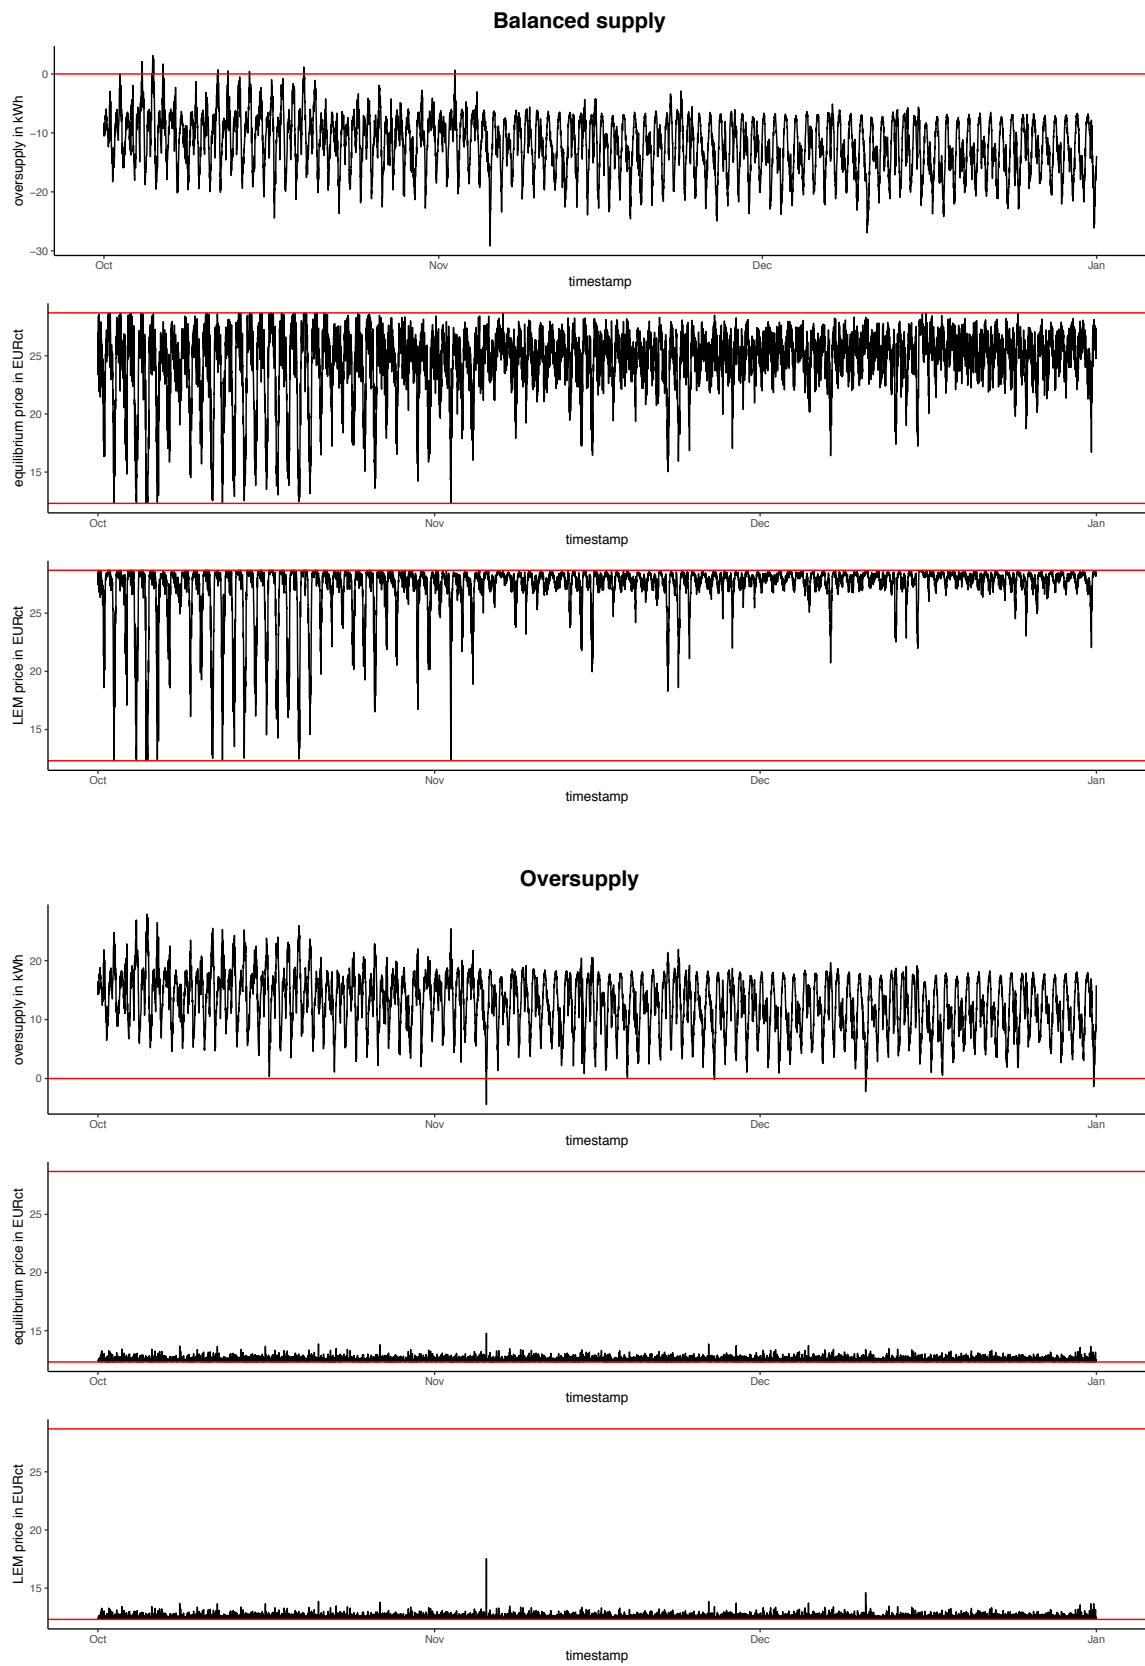 Balanced supply
oversupply in kWh
0
−10
−20
−30
Oct
Nov
Dec
Jan
timestamp
equilibrium price in EURct
25
20
15
Oct
Nov
Dec
Jan
timestamp
LEM price in EURct
25
20
15
Oct
Nov
Dec
Jan
timestamp
Oversupply
oversupply in kWh
20
10
0
Oct
Nov
Dec
Jan
timestamp
equilibrium price in EURct
25
20
15
Oct
Nov
Dec
Jan
timestamp
LEM price in EURct
25
20
15
Oct
Nov
Dec
Jan
timestamp